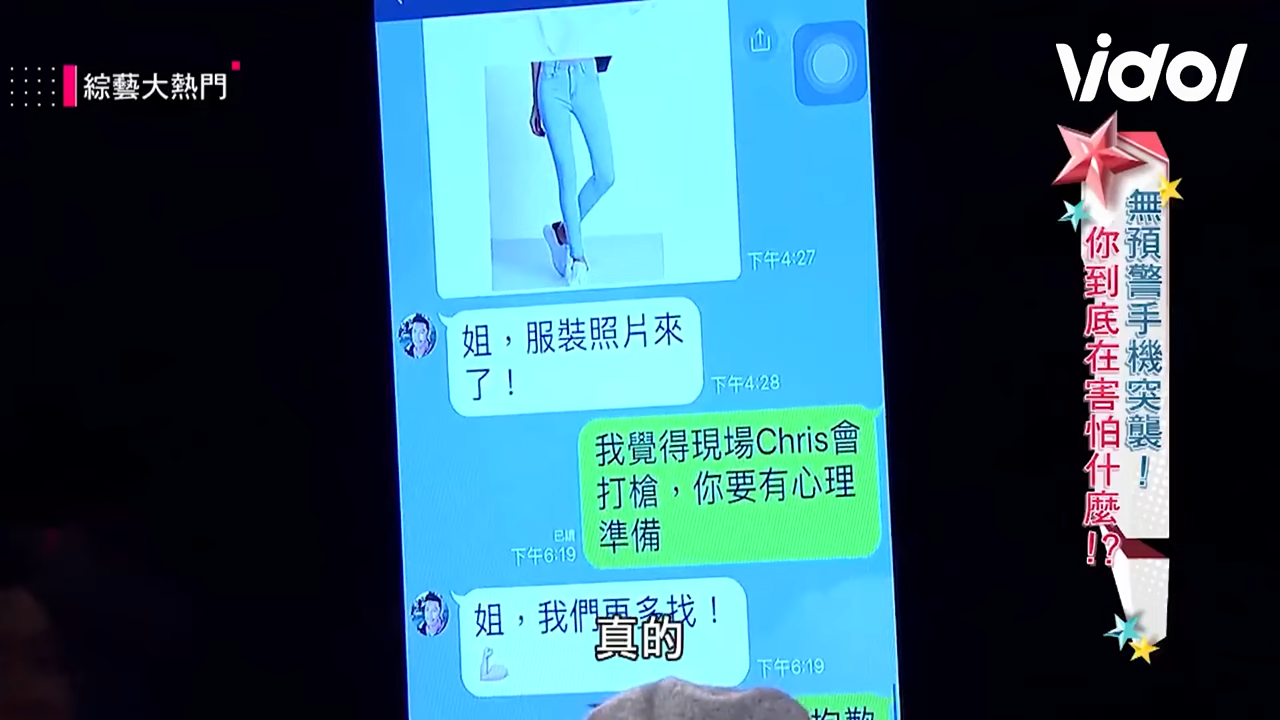 綜藝大熱門
Vidol
無預警手機突襲！
你到底在害怕什麼!?
下午4:27
姐，服裝照片來
了！
下午4:28
我覺得現場Chris會
打槍，你要有心理
準備
已讀
下午6:19
姐，我們再多找！
真的
下午6:19
抱歉